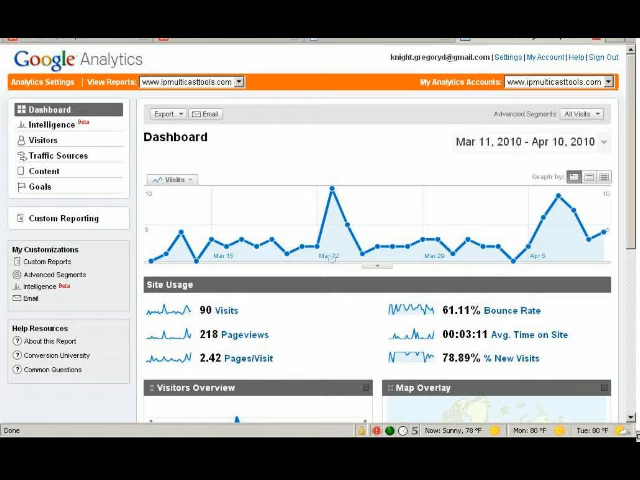 Google Analytics
knight.gregoryd@gmail.com | Settings | My Account | Help | Sign Out
Analytics Settings | View Reports: www.ipmulticasttools.com
My Analytics Accounts: www.ipmulticasttools.com
Dashboard
Intelligence Beta
Visitors
Traffic Sources
Content
Goals
Custom Reporting
My Customizations
Custom Reports
Advanced Segments
Intelligence Beta
Email
Help Resources
About this Report
Conversion University
Common Questions
Export Email
Advanced Segments: All Visits
Dashboard
Mar 11, 2010 - Apr 10, 2010
Visits
Graph by:
10 10
5 5
Mar 15 Mar 22 Mar 29 Apr 5
Site Usage
90 Visits
61.11% Bounce Rate
218 Pageviews
00:03:11 Avg. Time on Site
2.42 Pages/Visit
78.89% % New Visits
Visitors Overview
Map Overlay
Done
5 Now: Sunny, 78 °F Mon: 80 °F Tue: 80 °F